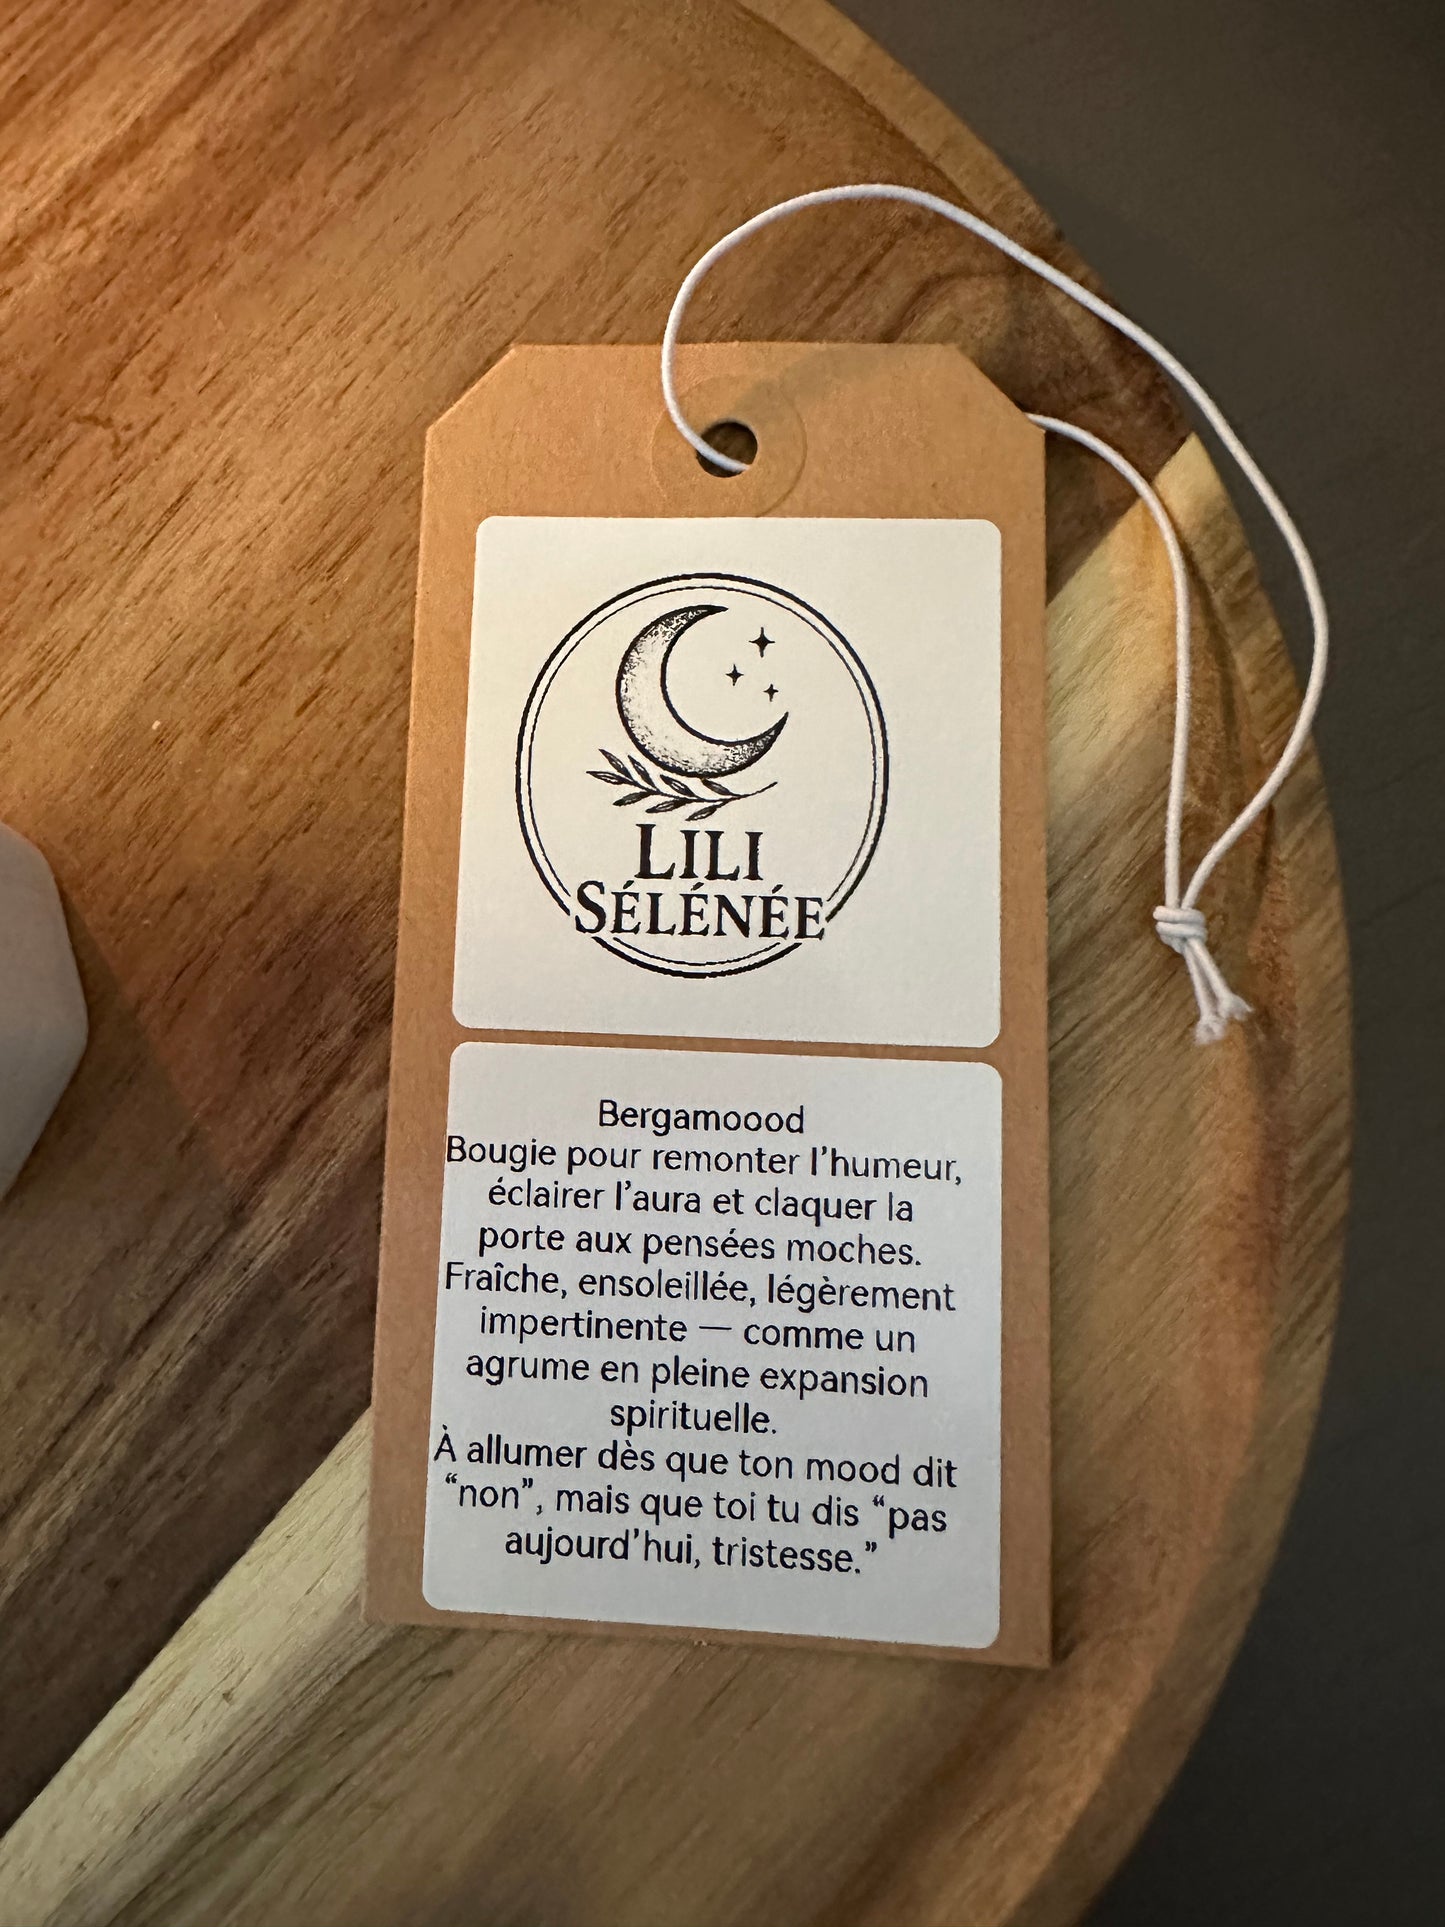 LILI
SÉLÉNÉE
Bergamoood
Bougie pour remonter l'humeur,
éclairer l'aura et claquer la
porte aux pensées moches.
Fraîche, ensoleillée, légèrement
impertinente — comme un
agrume en pleine expansion
spirituelle.
À allumer dès que ton mood dit
“non”, mais que toi tu dis “pas
aujourd'hui, tristesse.”